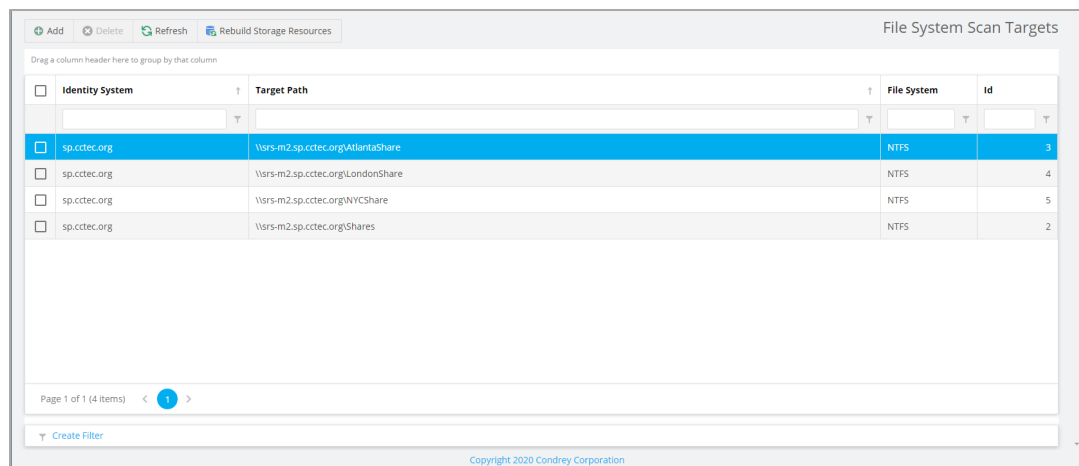 Add Delete Refresh Rebuild Storage Resources File System Scan Targets
Drag a column header here to group by that column
Identity System Target Path File System Id
sp.cctec.org \\srs-m2.sp.cctec.org\AtlantaShare NTFS 3
sp.cctec.org \\srs-m2.sp.cctec.org\LondonShare NTFS 4
sp.cctec.org \\srs-m2.sp.cctec.org\NYCShare NTFS 5
sp.cctec.org \\srs-m2.sp.cctec.org\Shares NTFS 2
Page 1 of 1 (4 items) < 1 >
Create Filter
Copyright 2020 Condrey Corporation